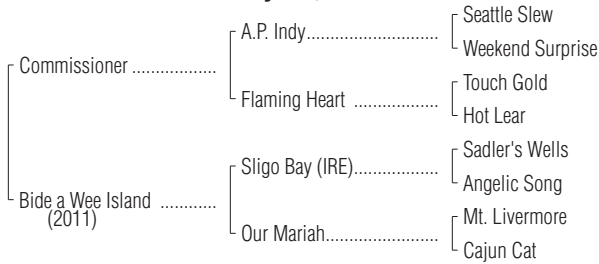 Seattle Slew
A.P. Indy....................
Weekend Surprise
Commissioner .................
Touch Gold
Flaming Heart .................
Hot Lear
Sadler's Wells
Sligo Bay (IRE).................
Angelic Song
Bide a Wee Island ...........
(2011)
Mt. Livermore
Our Mariah......................
Cajun Cat